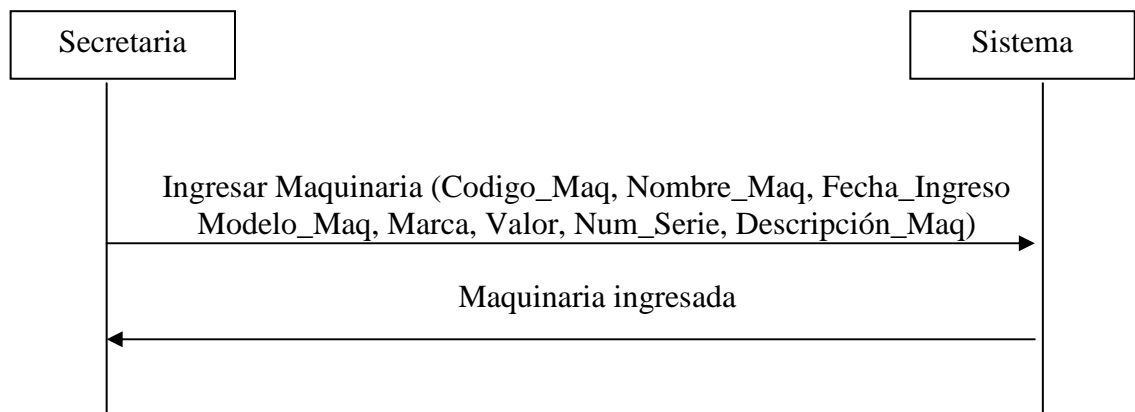 Secretaria
Sistema
Ingresar Maquinaria (Codigo_Maq, Nombre_Maq, Fecha_Ingreso
Modelo_Maq, Marca, Valor, Num_Serie, Descripción_Maq)
Maquinaria ingresada